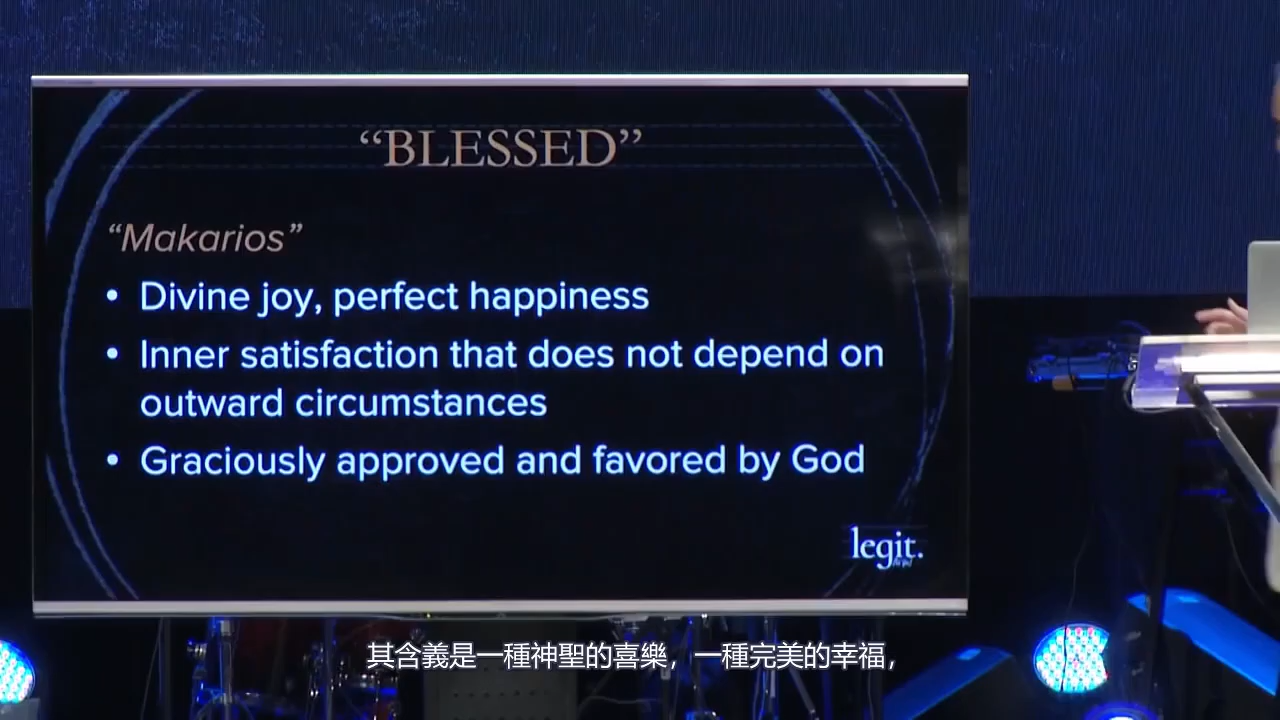 “BLESSED”
“Makarios”
• Divine joy, perfect happiness
• Inner satisfaction that does not depend on
outward circumstances
• Graciously approved and favored by God
legit.
其含義是一種神聖的喜樂，一種完美的幸福，